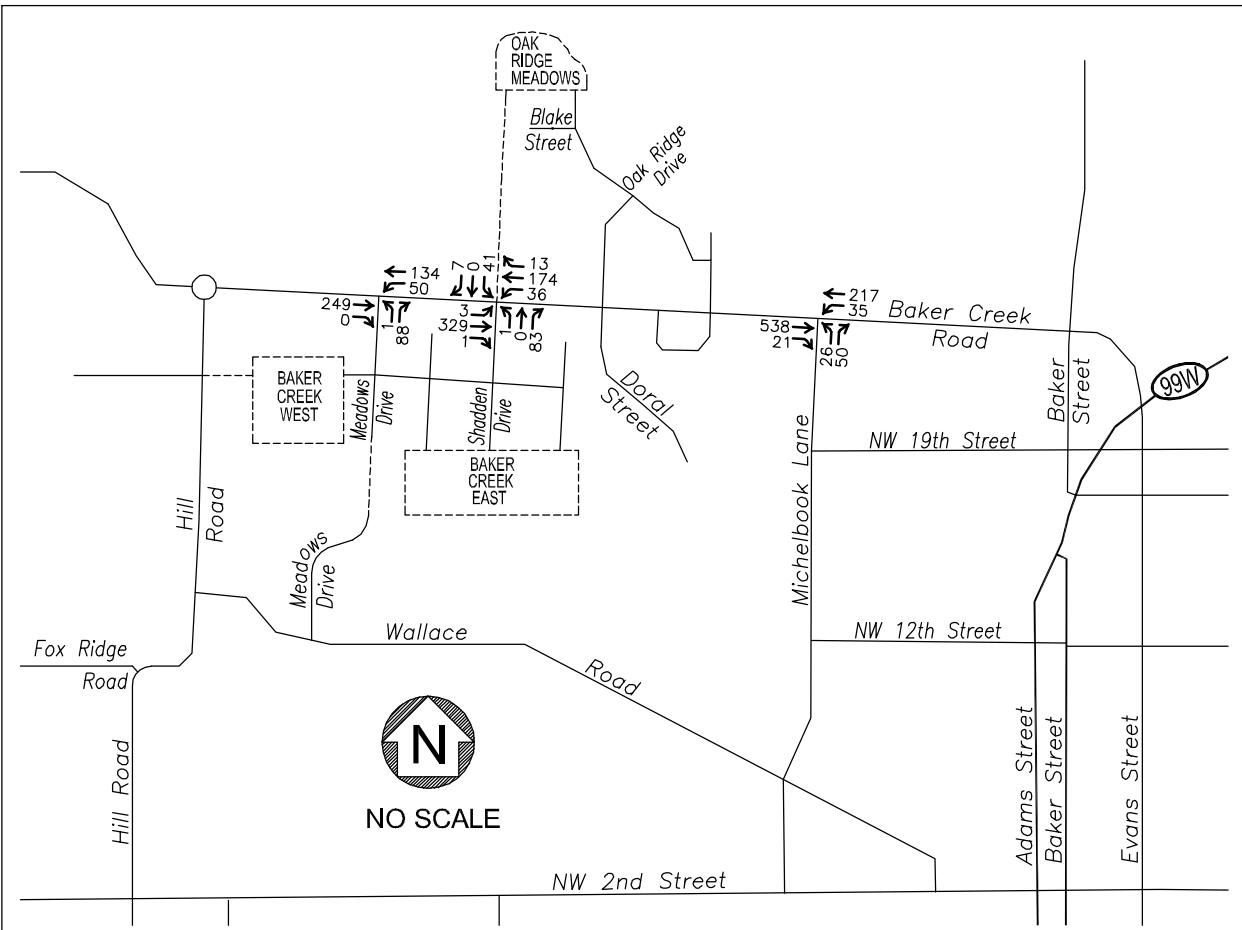 OAK
RIDGE
MEADOWS
Blake
Street
Oak Ridge
Drive
134
50
249
0
1
88
7
0
41
13
174
36
3
329
1
1
0
83
217
35
538
21
26
50
Baker Creek
Road
BAKER
CREEK
WEST
Meadows
Drive
Shadden
Drive
BAKER
CREEK
EAST
Doral
Street
Baker
Street
99W
NW 19th Street
Hill
Road
Michelbook Lane
Meadows
Drive
Wallace
Road
NW 12th Street
Fox Ridge
Road
Hill Road
N
NO SCALE
Adams Street
Baker Street
Evans Street
NW 2nd Street